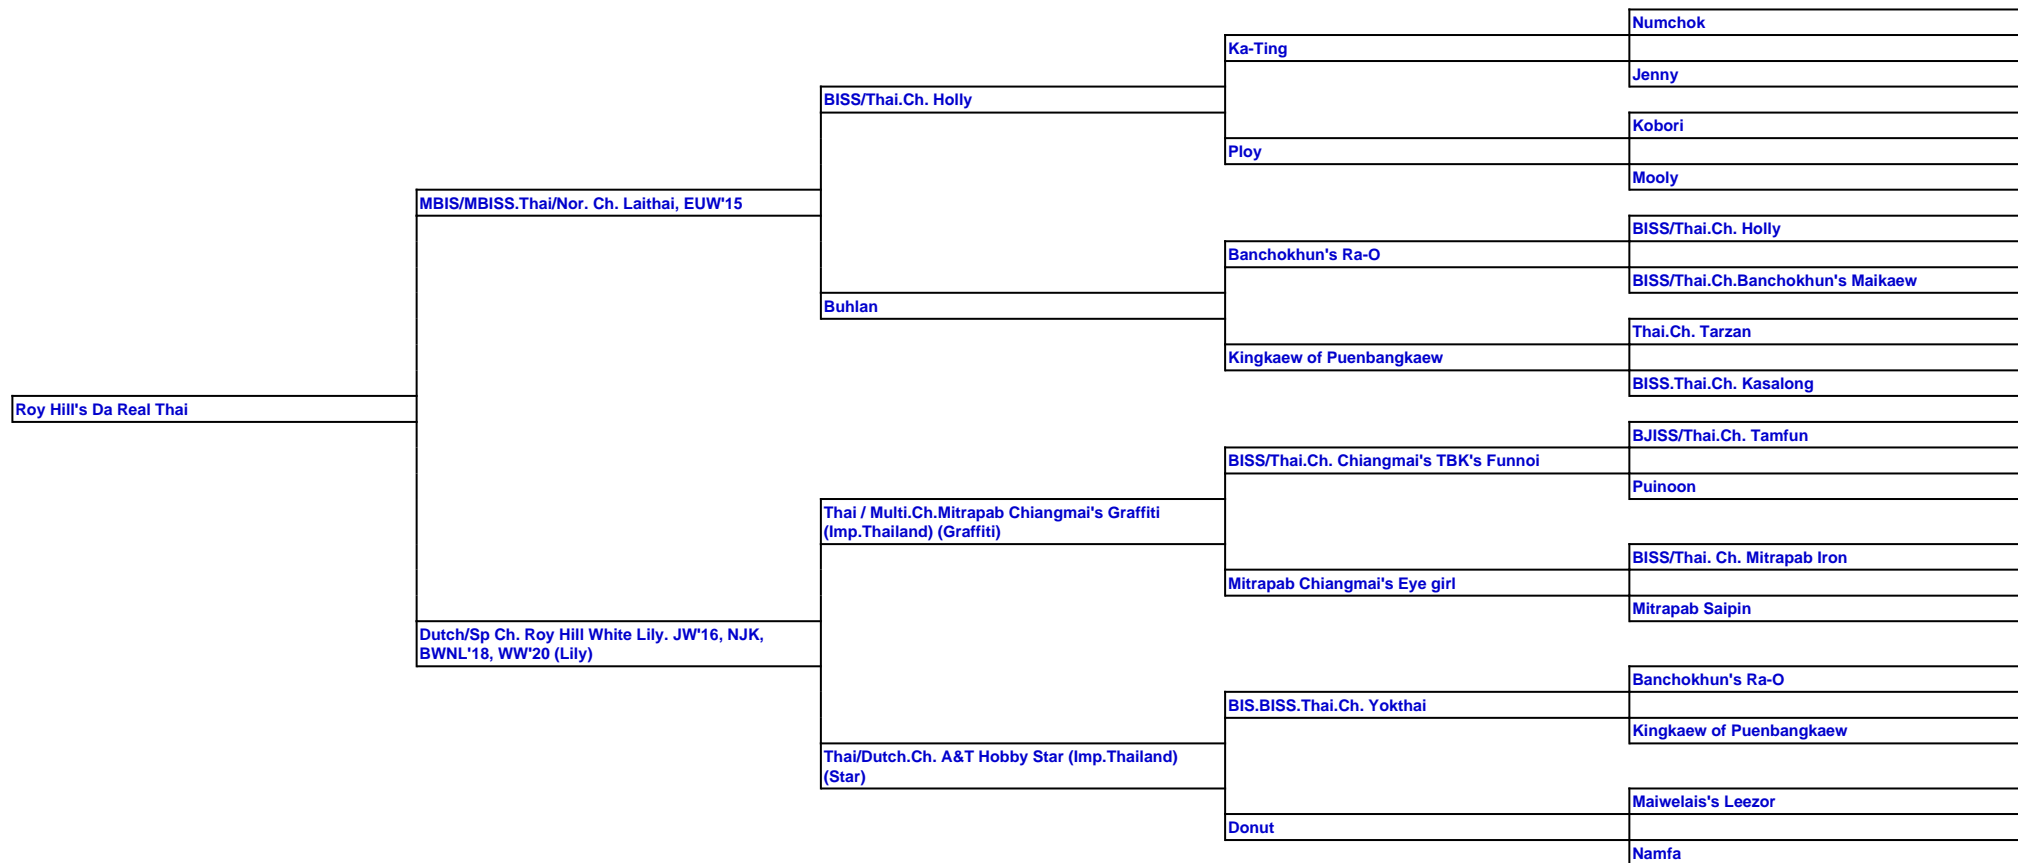 Numchok
Ka-Ting
Jenny
BISS/Thai.Ch. Holly
Kobori
Ploy
Mooly
MBIS/MBISS.Thai/Nor. Ch. Laithai, EUW'15
BISS/Thai.Ch. Holly
Banchokhun's Ra-O
BISS/Thai.Ch.Banchokhun's Maikaew
Buhlan
Thai.Ch. Tarzan
Kingkaew of Puenbangkaew
BISS.Thai.Ch. Kasalong
Roy Hill's Da Real Thai
BJISS/Thai.Ch. Tamfun
BISS/Thai.Ch. Chiangmai's TBK's Funnoi
Puinoon
Thai / Multi.Ch.Mitrapab Chiangmai's Graffiti
(Imp.Thailand) (Graffiti)
BISS/Thai. Ch. Mitrapab Iron
Mitrapab Chiangmai's Eye girl
Mitrapab Saipin
Dutch/Sp Ch. Roy Hill White Lily. JW'16, NJK,
BWNL'18, WW'20 (Lily)
Banchokhun's Ra-O
BIS.BISS.Thai.Ch. Yokthai
Kingkaew of Puenbangkaew
Thai/Dutch.Ch. A&T Hobby Star (Imp.Thailand)
(Star)
Maiwelais's Leezor
Donut
Namfa